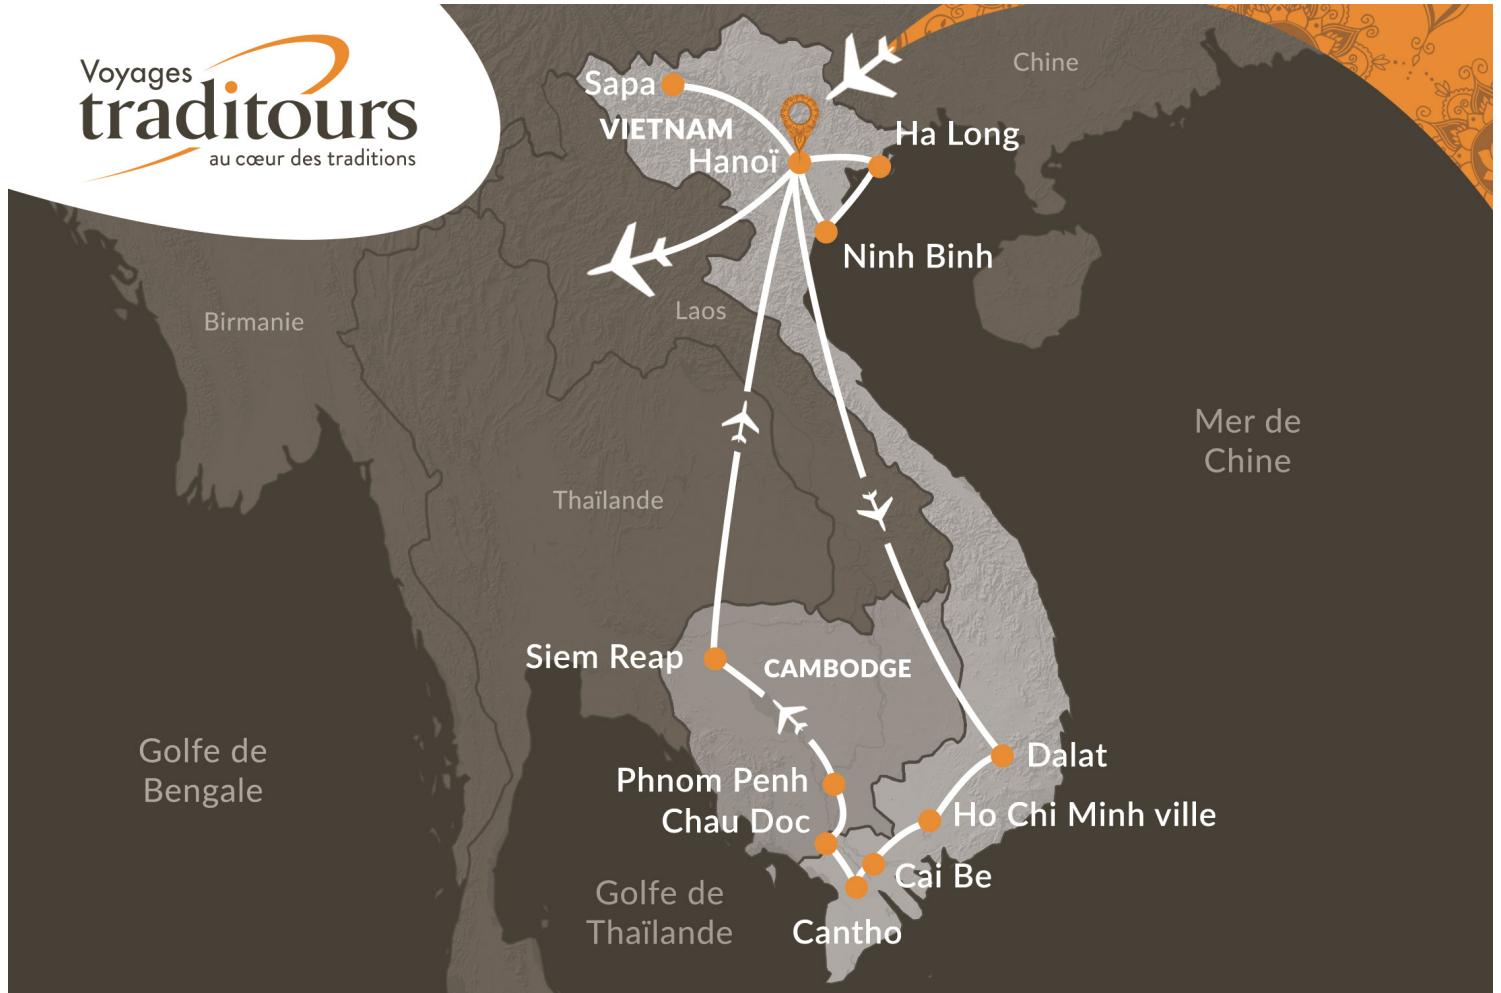 Voyages
traditours
au cœur des traditions
Chine
Sapa
VIETNAM
Ha Long
Hanoï
Ninh Binh
Laos
Birmanie
Mer de
Chine
Thaïlande
Siem Reap
CAMBODGE
Golfe de
Bengale
Dalat
Phnom Penh
Ho Chi Minh ville
Chau Doc
Cai Be
Golfe de
Thaïlande
Cantho